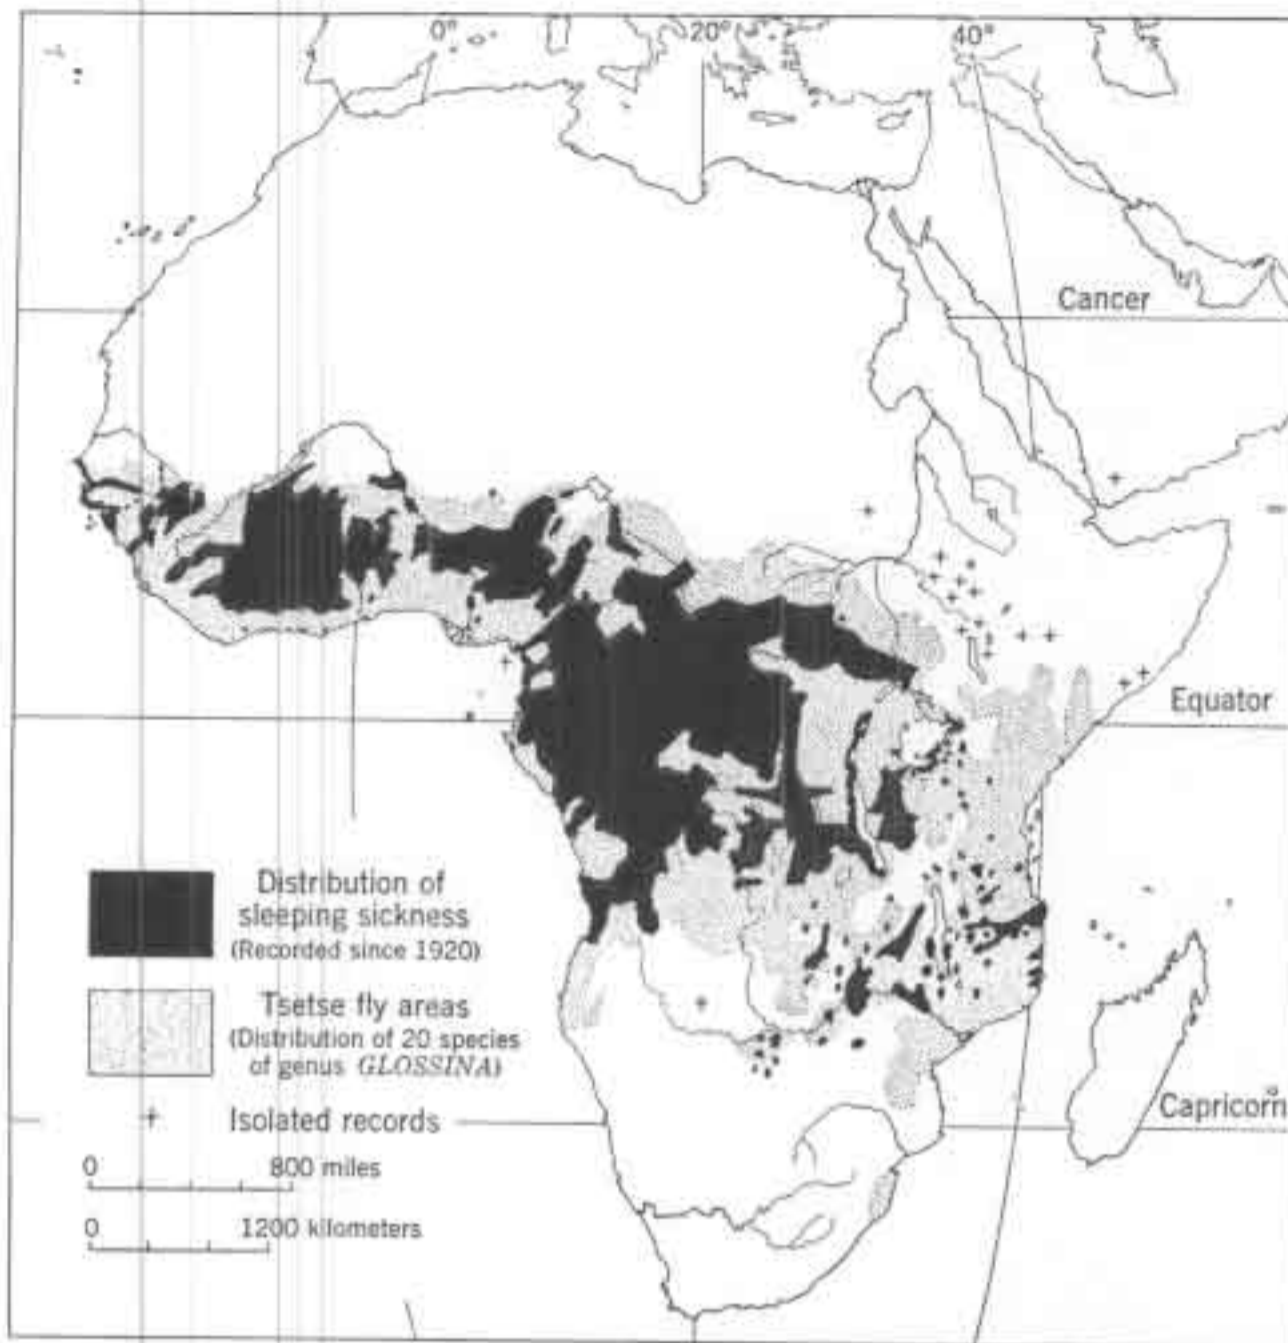 0°
20°
40°
Cancer
Equator
Distribution of
sleeping sickness
(Recorded since 1920)
Tsetse fly areas
(Distribution of 20 species
of genus GLOSSINA)
+ Isolated records
Capricorn
0 800 miles
0 1200 kilometers